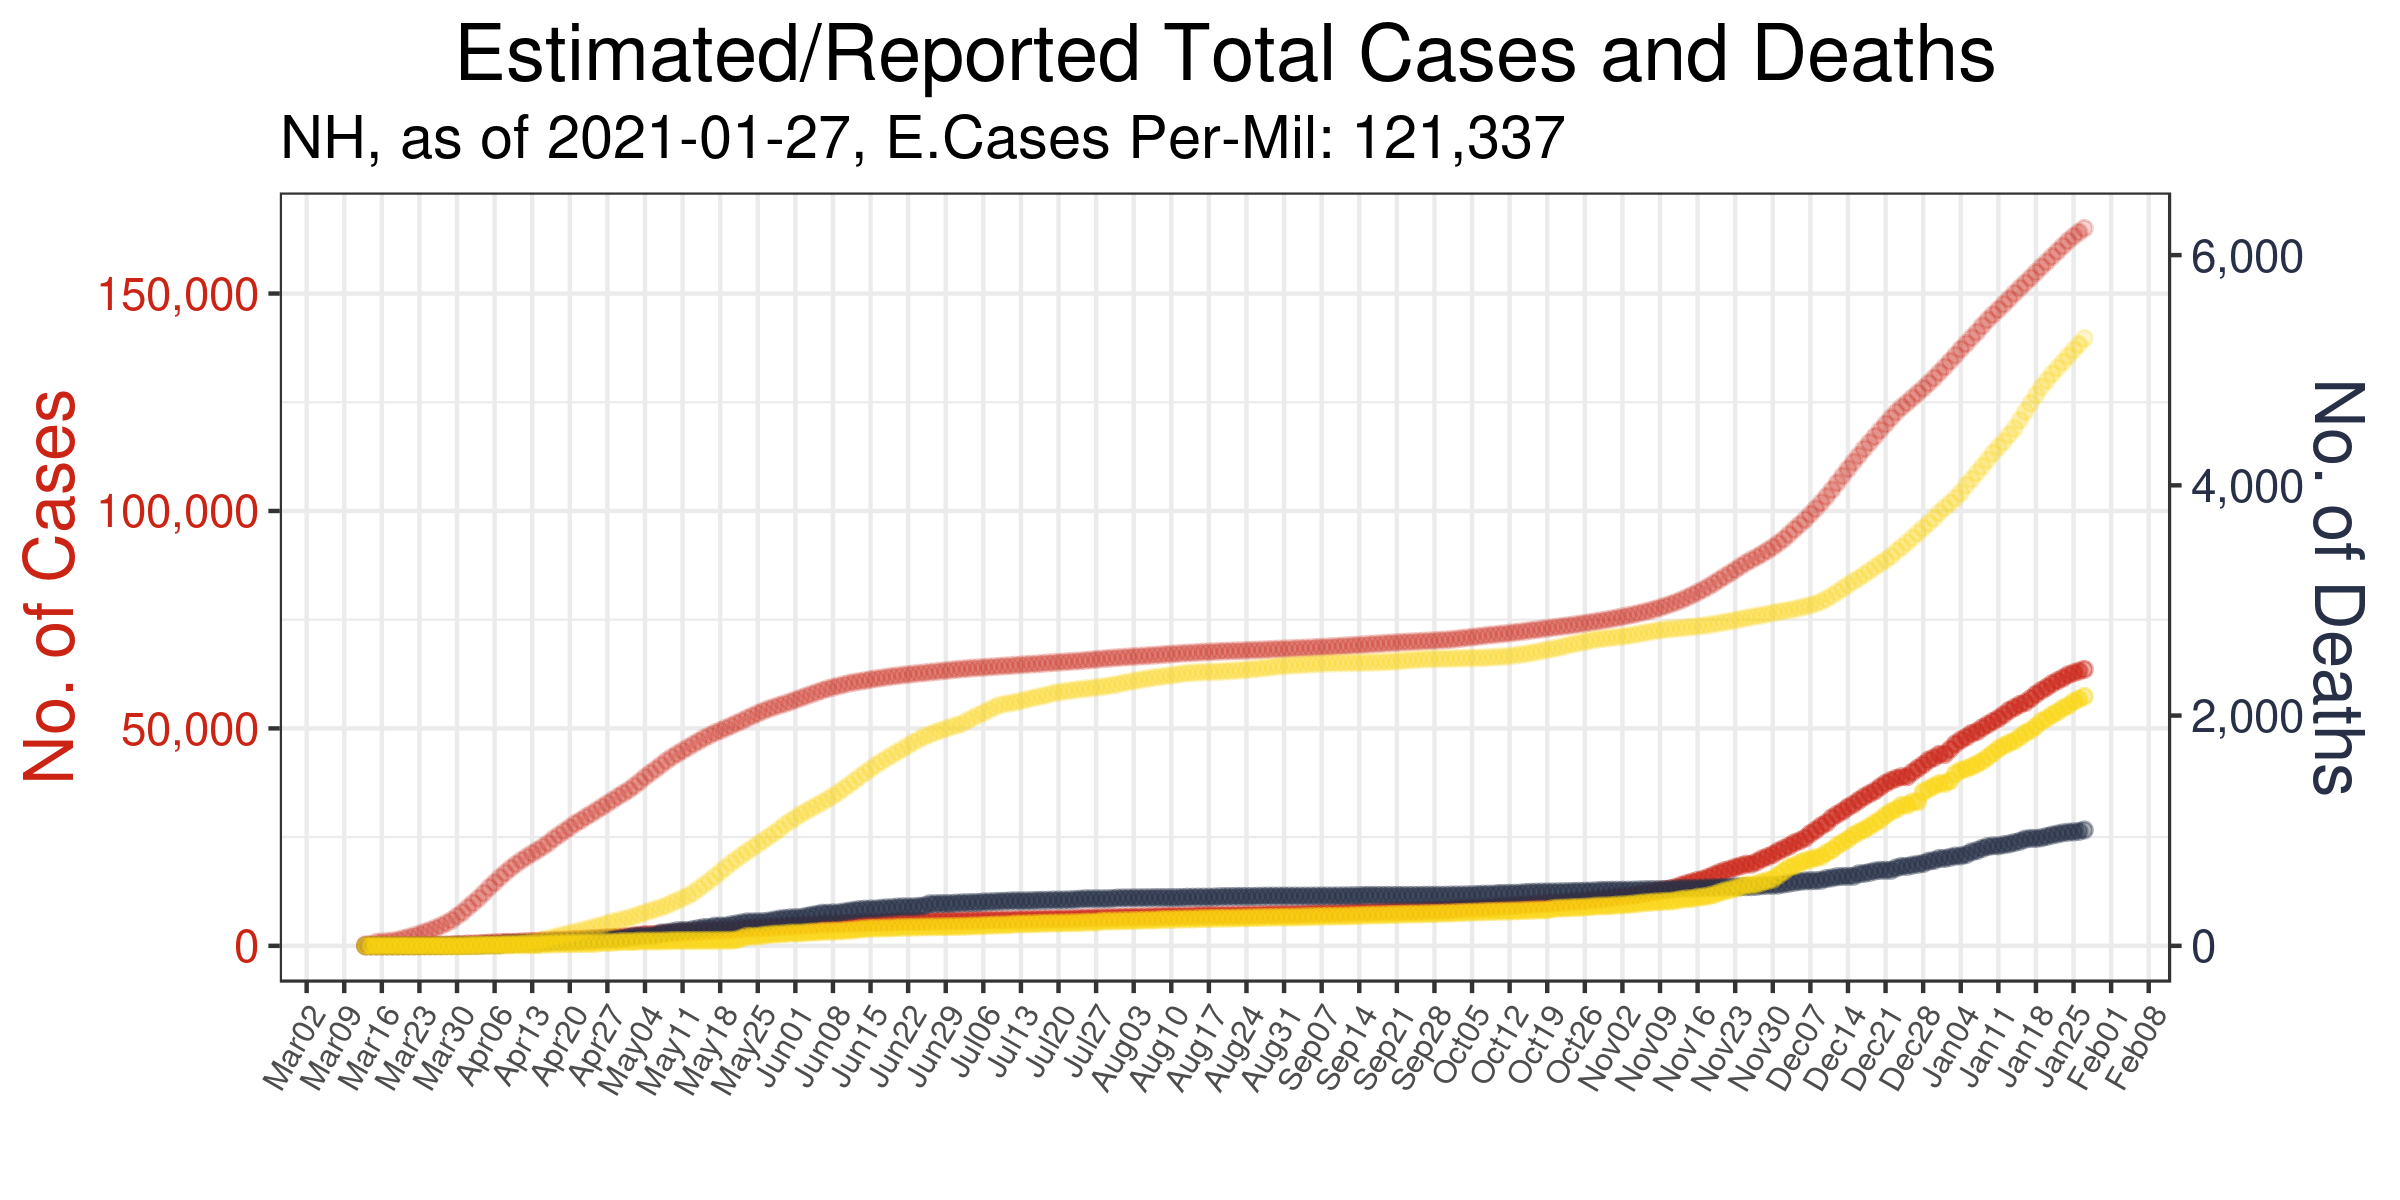 Estimated/Reported Total Cases and Deaths
NH, as of 2021-01-27, E.Cases Per-Mil: 121,337
No. of Cases
150,000
100,000
50,000
0
6,000
4,000
2,000
0
No. of Deaths
Mar02
Mar09
Mar16
Mar23
Mar30
Apr06
Apr13
Apr20
Apr27
May04
May11
May18
May25
Jun01
Jun08
Jun15
Jun22
Jun29
Jul06
Jul13
Jul20
Jul27
Aug03
Aug10
Aug17
Aug24
Aug31
Sep07
Sep14
Sep21
Sep28
Oct05
Oct12
Oct19
Oct26
Nov02
Nov09
Nov16
Nov23
Nov30
Dec07
Dec14
Dec21
Dec28
Jan04
Jan11
Jan18
Jan25
Feb01
Feb08